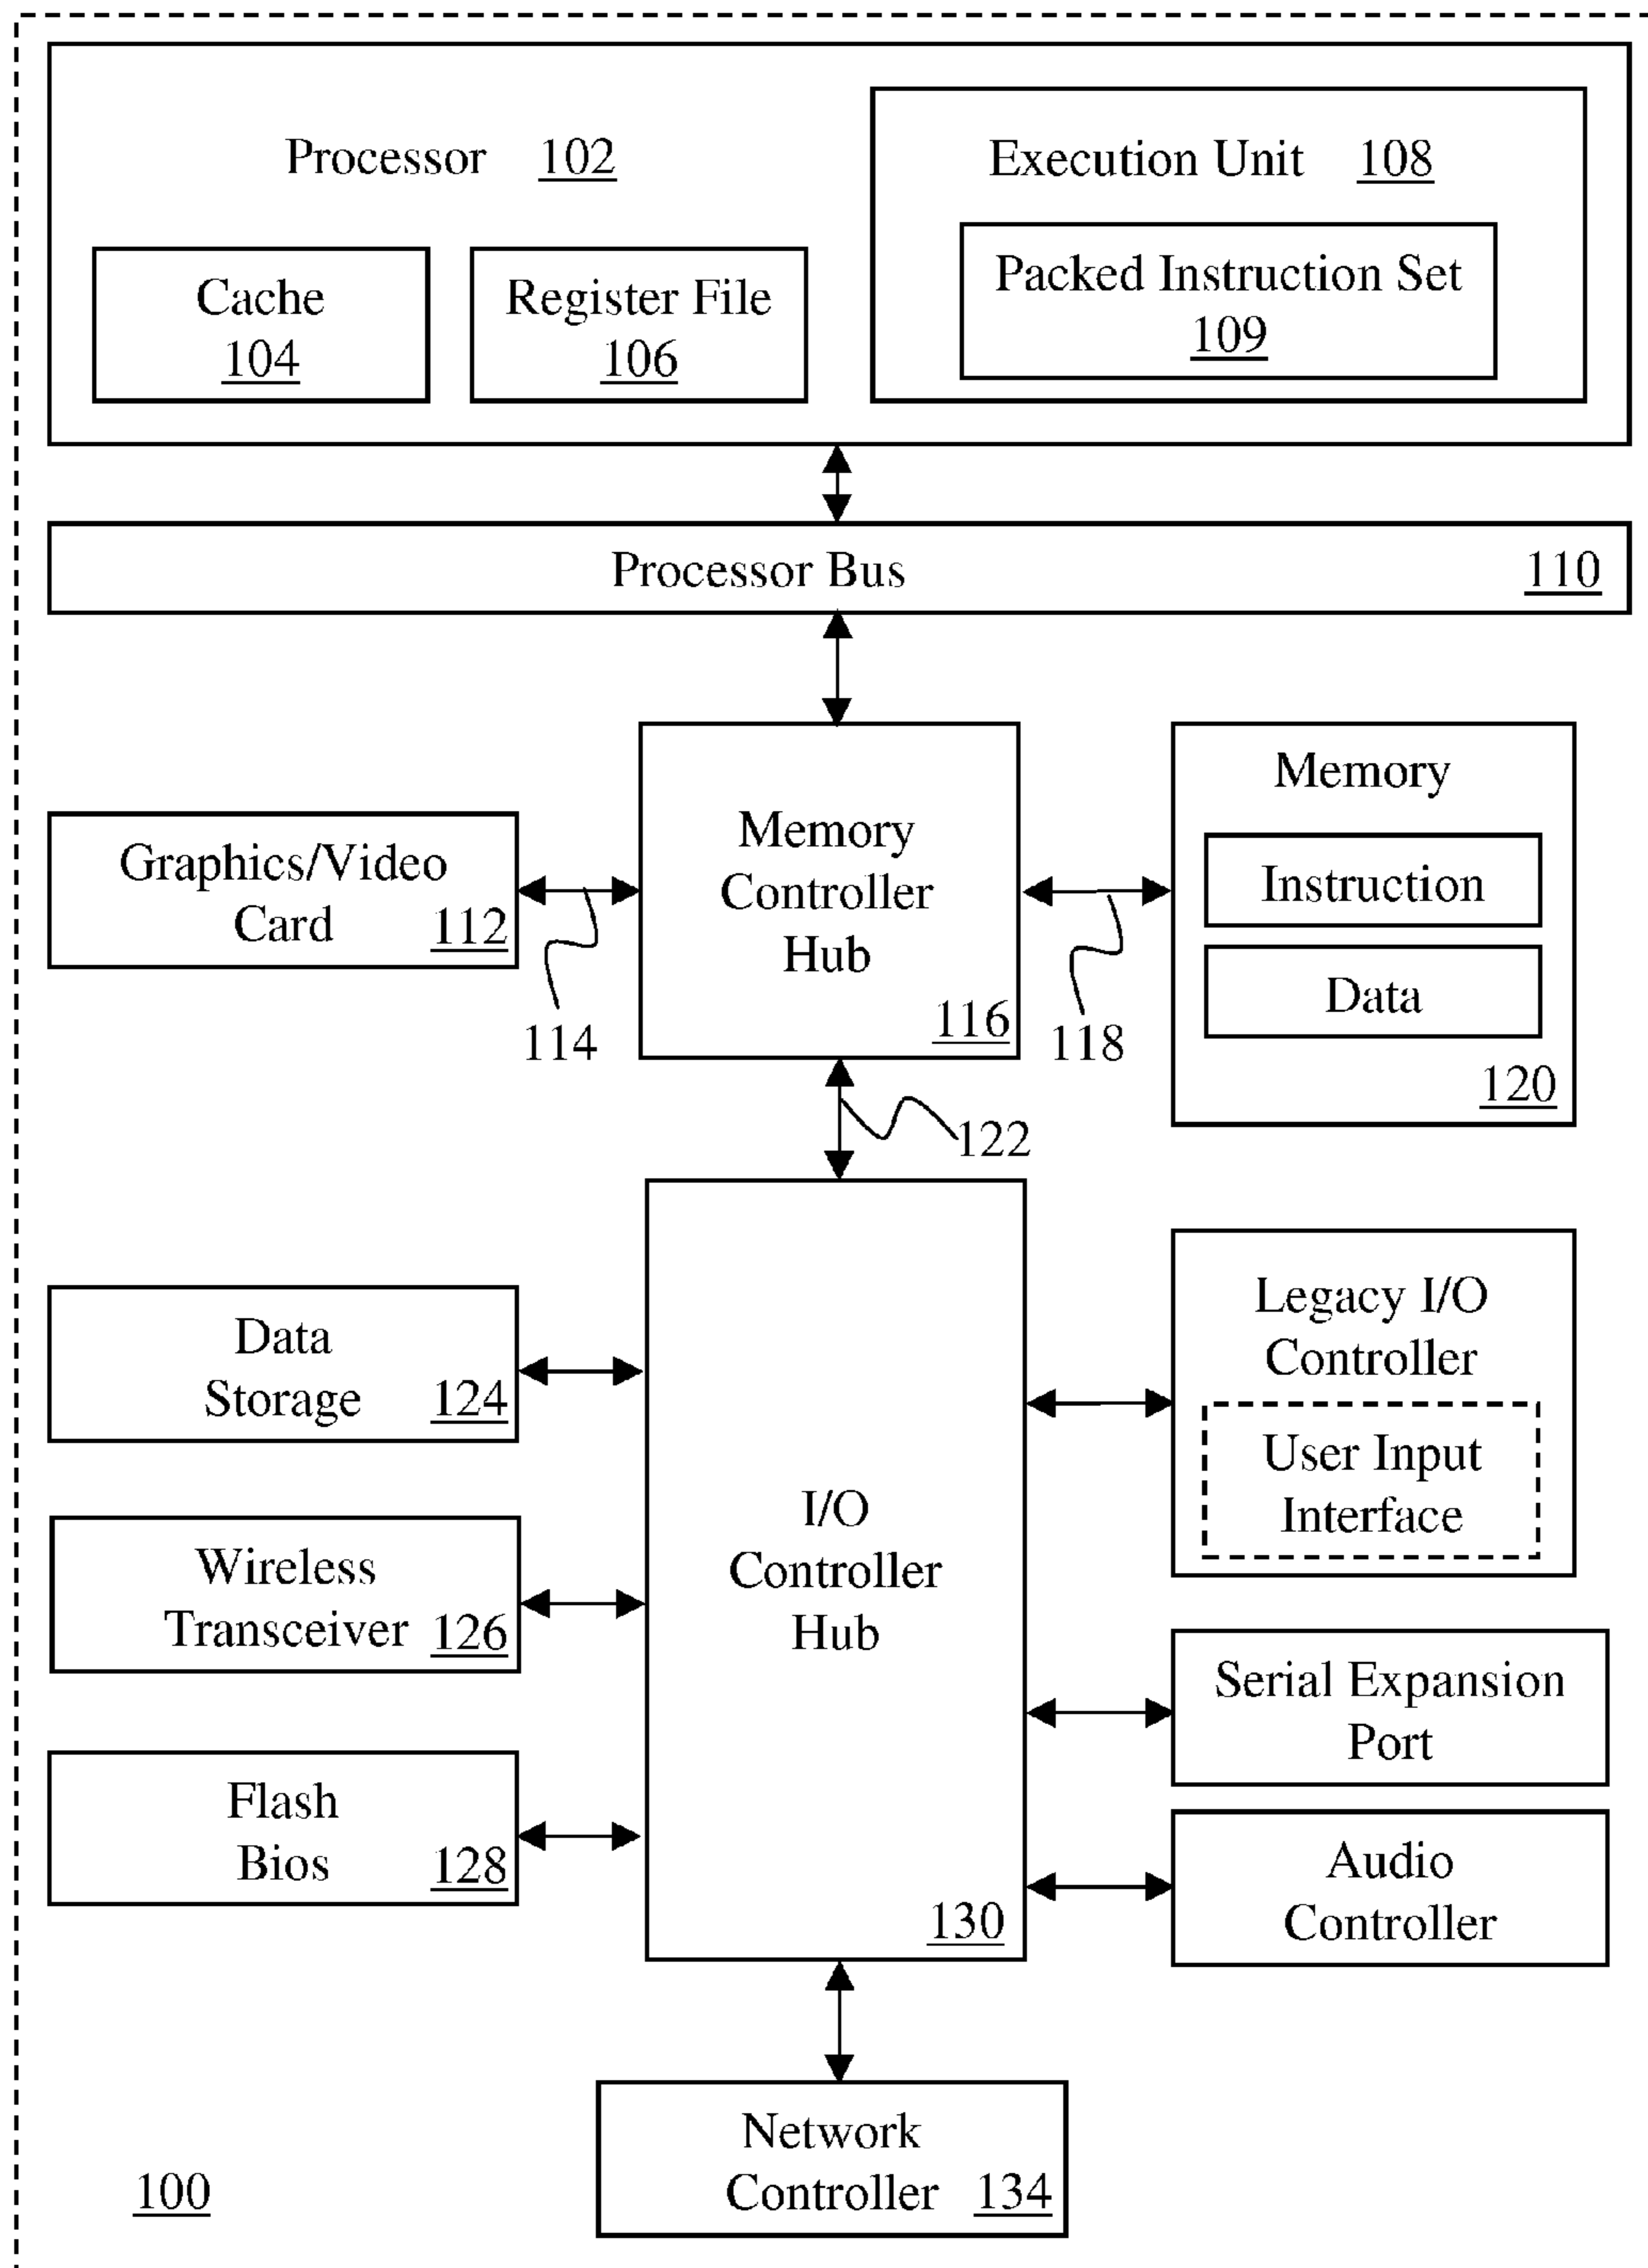 Processor 102
Execution Unit 108
Packed Instruction Set
109
Cache
104
Register File
106
Processor Bus 110
Graphics/Video
Card 112
114
Memory
Controller
Hub
116
118
Memory
Instruction
Data
120
122
Data
Storage 124
Wireless
Transceiver 126
Flash
Bios 128
I/O
Controller
Hub
130
Legacy I/O
Controller
User Input
Interface
Serial Expansion
Port
Audio
Controller
Network
Controller 134
100